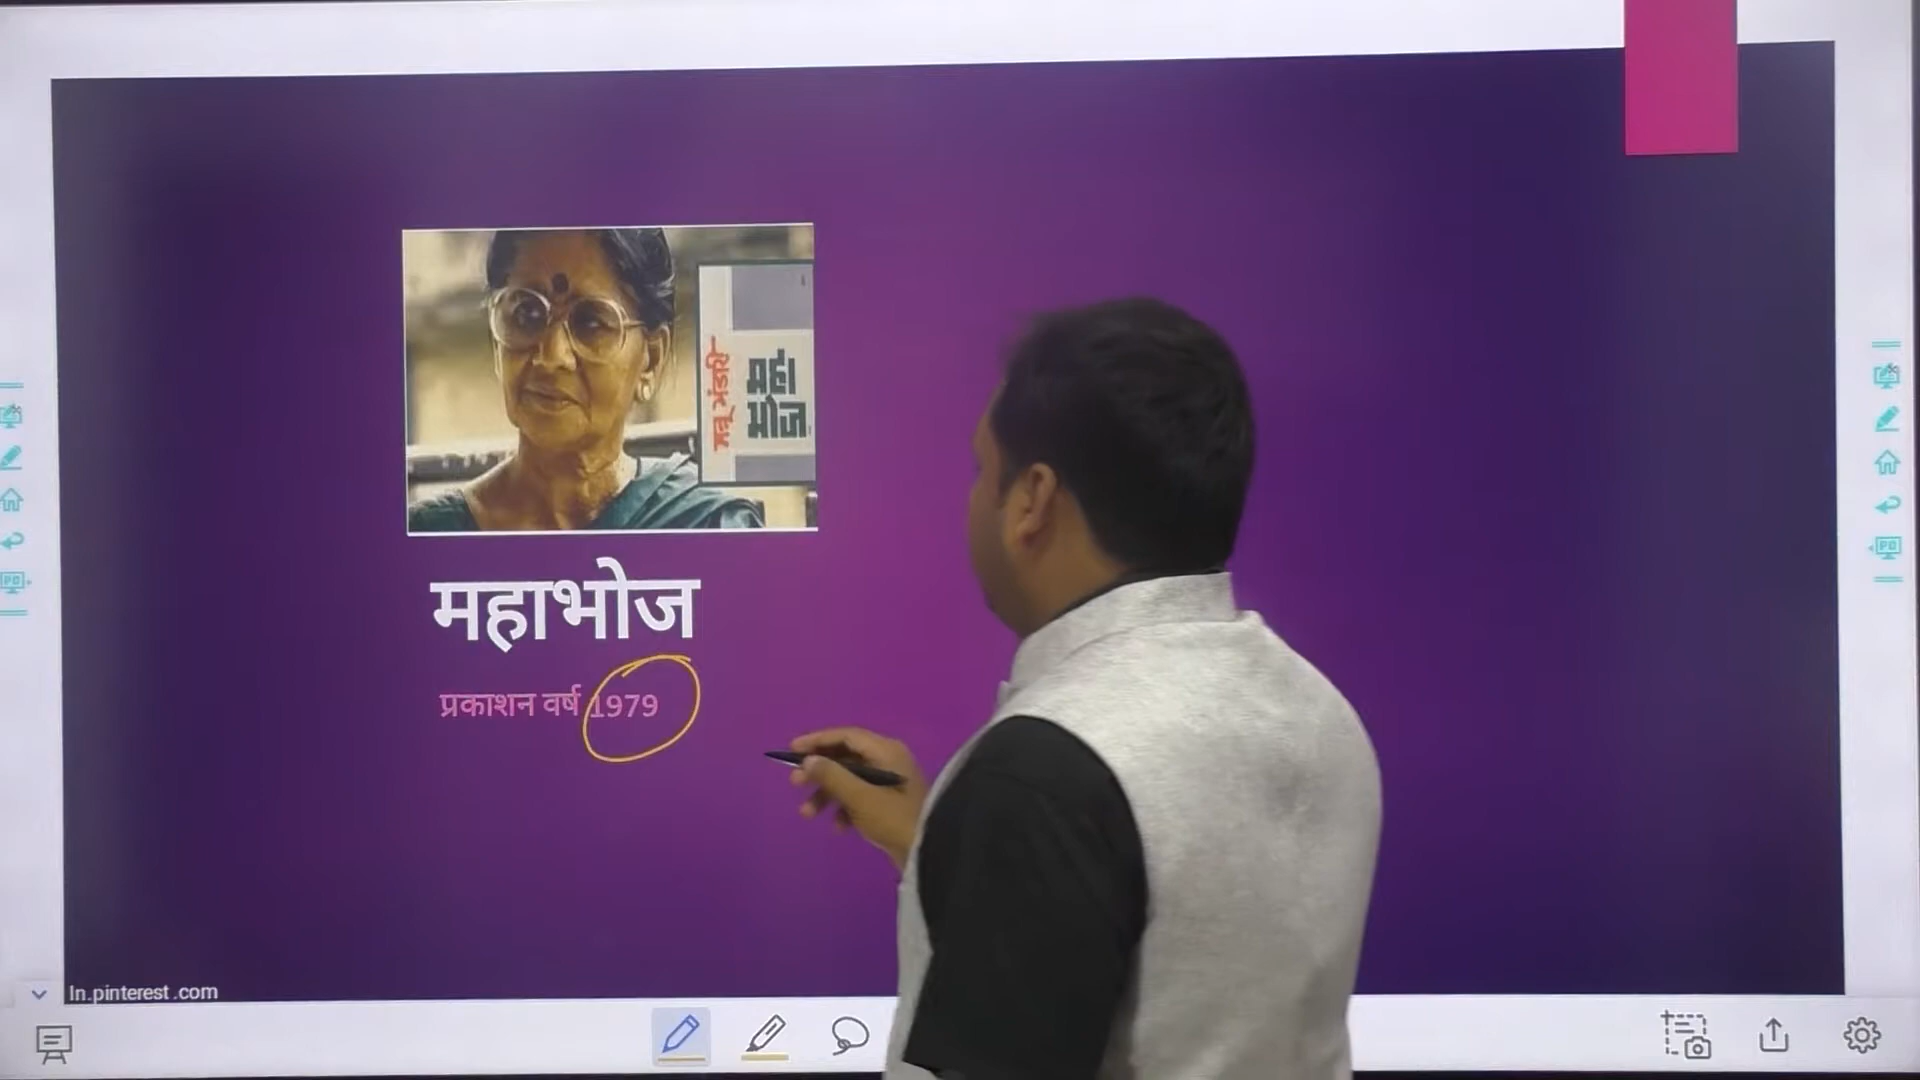 मन्नू भंडारी
महा
भोज
महाभोज
प्रकाशन वर्ष 1979
In.pinterest.com